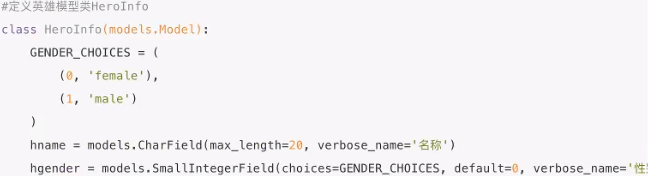 #定义英雄模型类HeroInfo
class HeroInfo(models.Model):
    GENDER_CHOICES = (
        (0, 'female'),
        (1, 'male')
    )
    hname = models.CharField(max_length=20, verbose_name='名称')
    hgender = models.SmallIntegerField(choices=GENDER_CHOICES, default=0, verbose_name='性